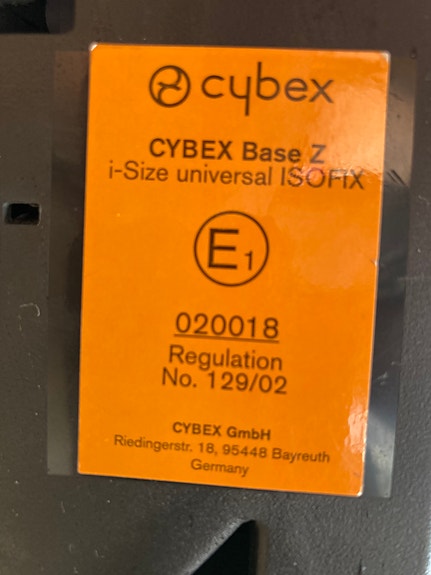 cybex
CYBEX Base Z
i-Size universal ISOFIX
E1
020018
Regulation
No. 129/02
CYBEX GmbH
Riedingerstr. 18, 95448 Bayreuth
Germany